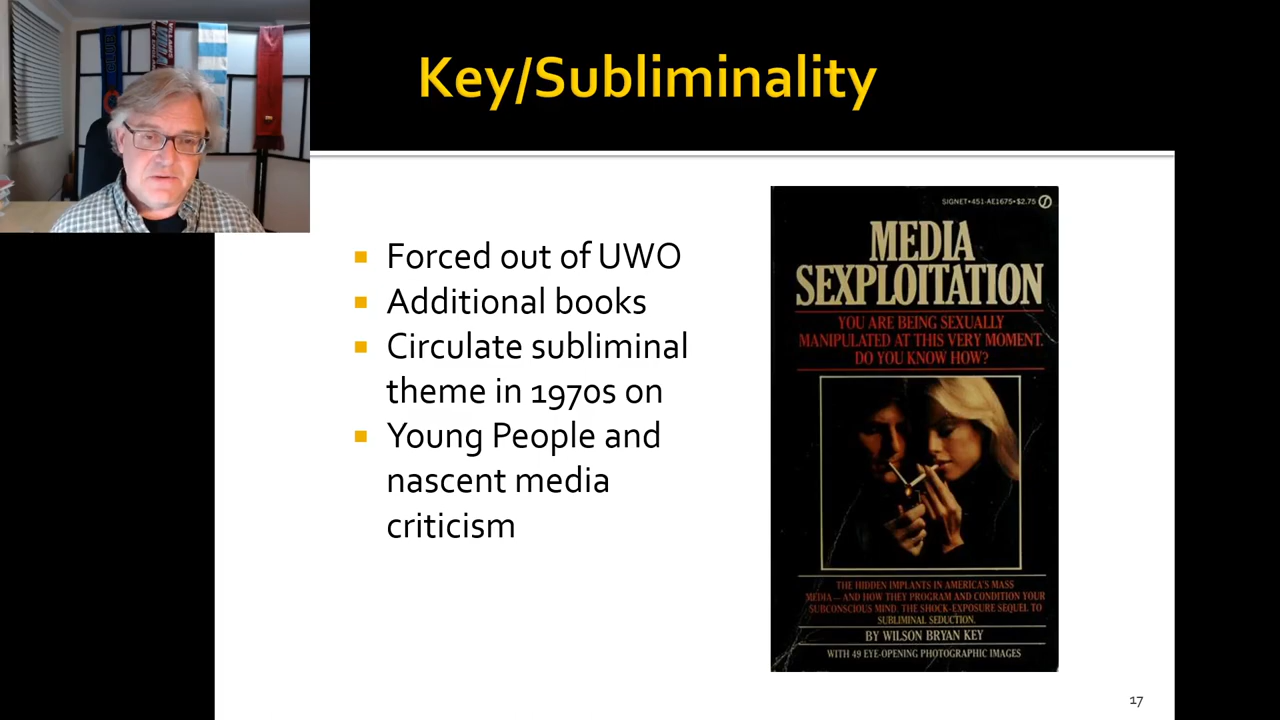 Key/Subliminality
Forced out of UWO
Additional books
Circulate subliminal
theme in 1970s on
Young People and
nascent media
criticism
SIGNET•451-AE1675•$2.75
MEDIA
SEXPLOITATION
YOU ARE BEING SEXUALLY
MANIPULATED AT THIS VERY MOMENT.
DO YOU KNOW HOW?
THE HIDDEN IMPLANTS IN AMERICA'S MASS
MEDIA—AND HOW THEY PROGRAM AND CONDITION YOUR
SUBCONSCIOUS MIND. THE SHOCK-EXPOSURE SEQUEL TO
SUBLIMINAL SEDUCTION.
BY WILSON BRYAN KEY
WITH 49 EYE-OPENING PHOTOGRAPHIC IMAGES
17